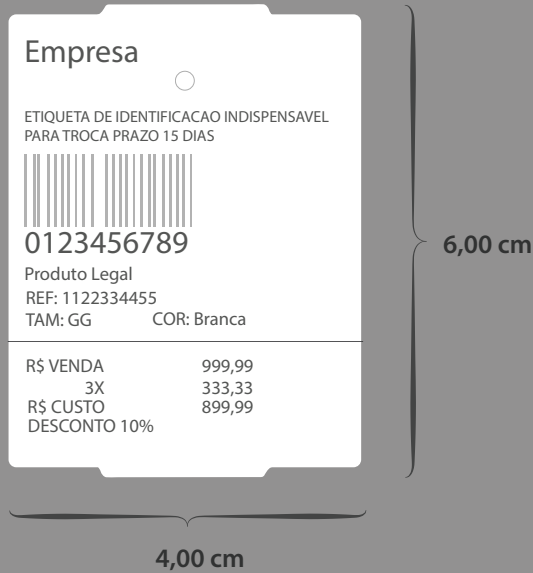 Empresa
ETIQUETA DE IDENTIFICACAO INDISPENSAVEL
PARA TROCA PRAZO 15 DIAS
0123456789
Produto Legal
REF: 1122334455
TAM: GG COR: Branca
R$ VENDA 999,99
3X 333,33
R$ CUSTO 899,99
DESCONTO 10%
6,00 cm
4,00 cm